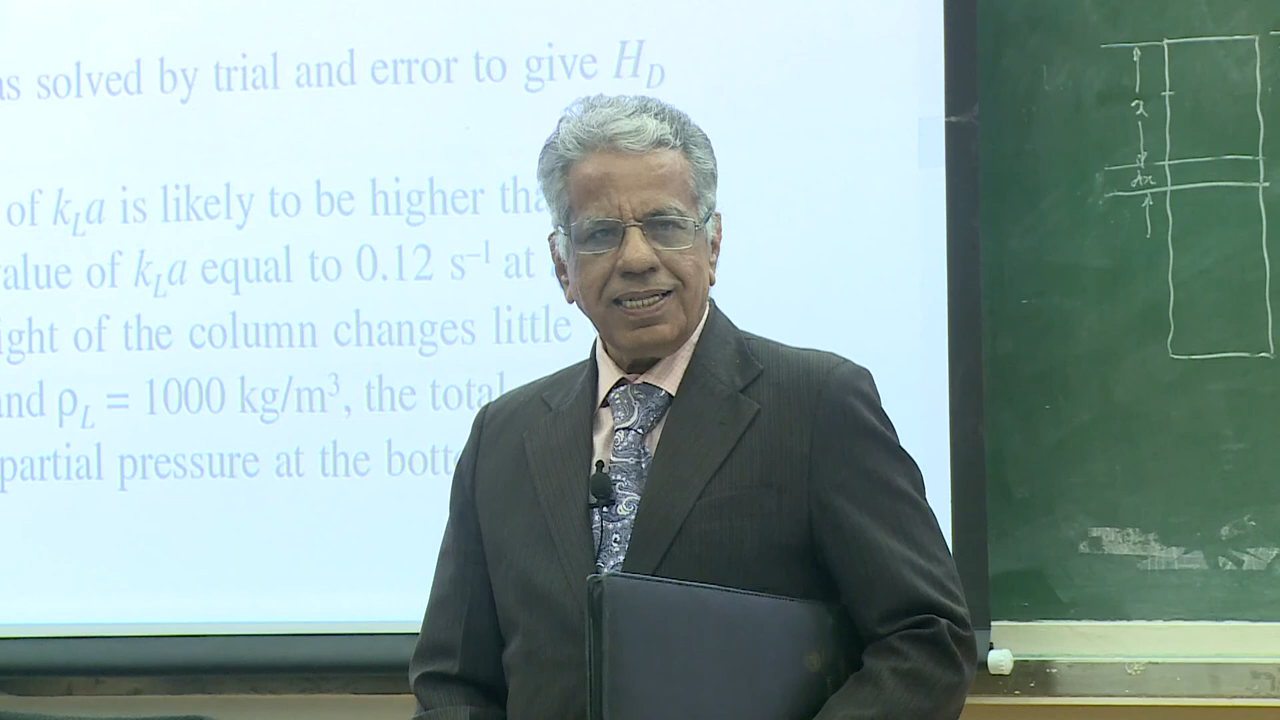 as solved by trial and error to give H_D
of k_La is likely to be higher tha
value of k_La equal to 0.12 s⁻¹ at
ight of the column changes little
and ρ_L = 1000 kg/m³, the total
partial pressure at the botto
x
Δx